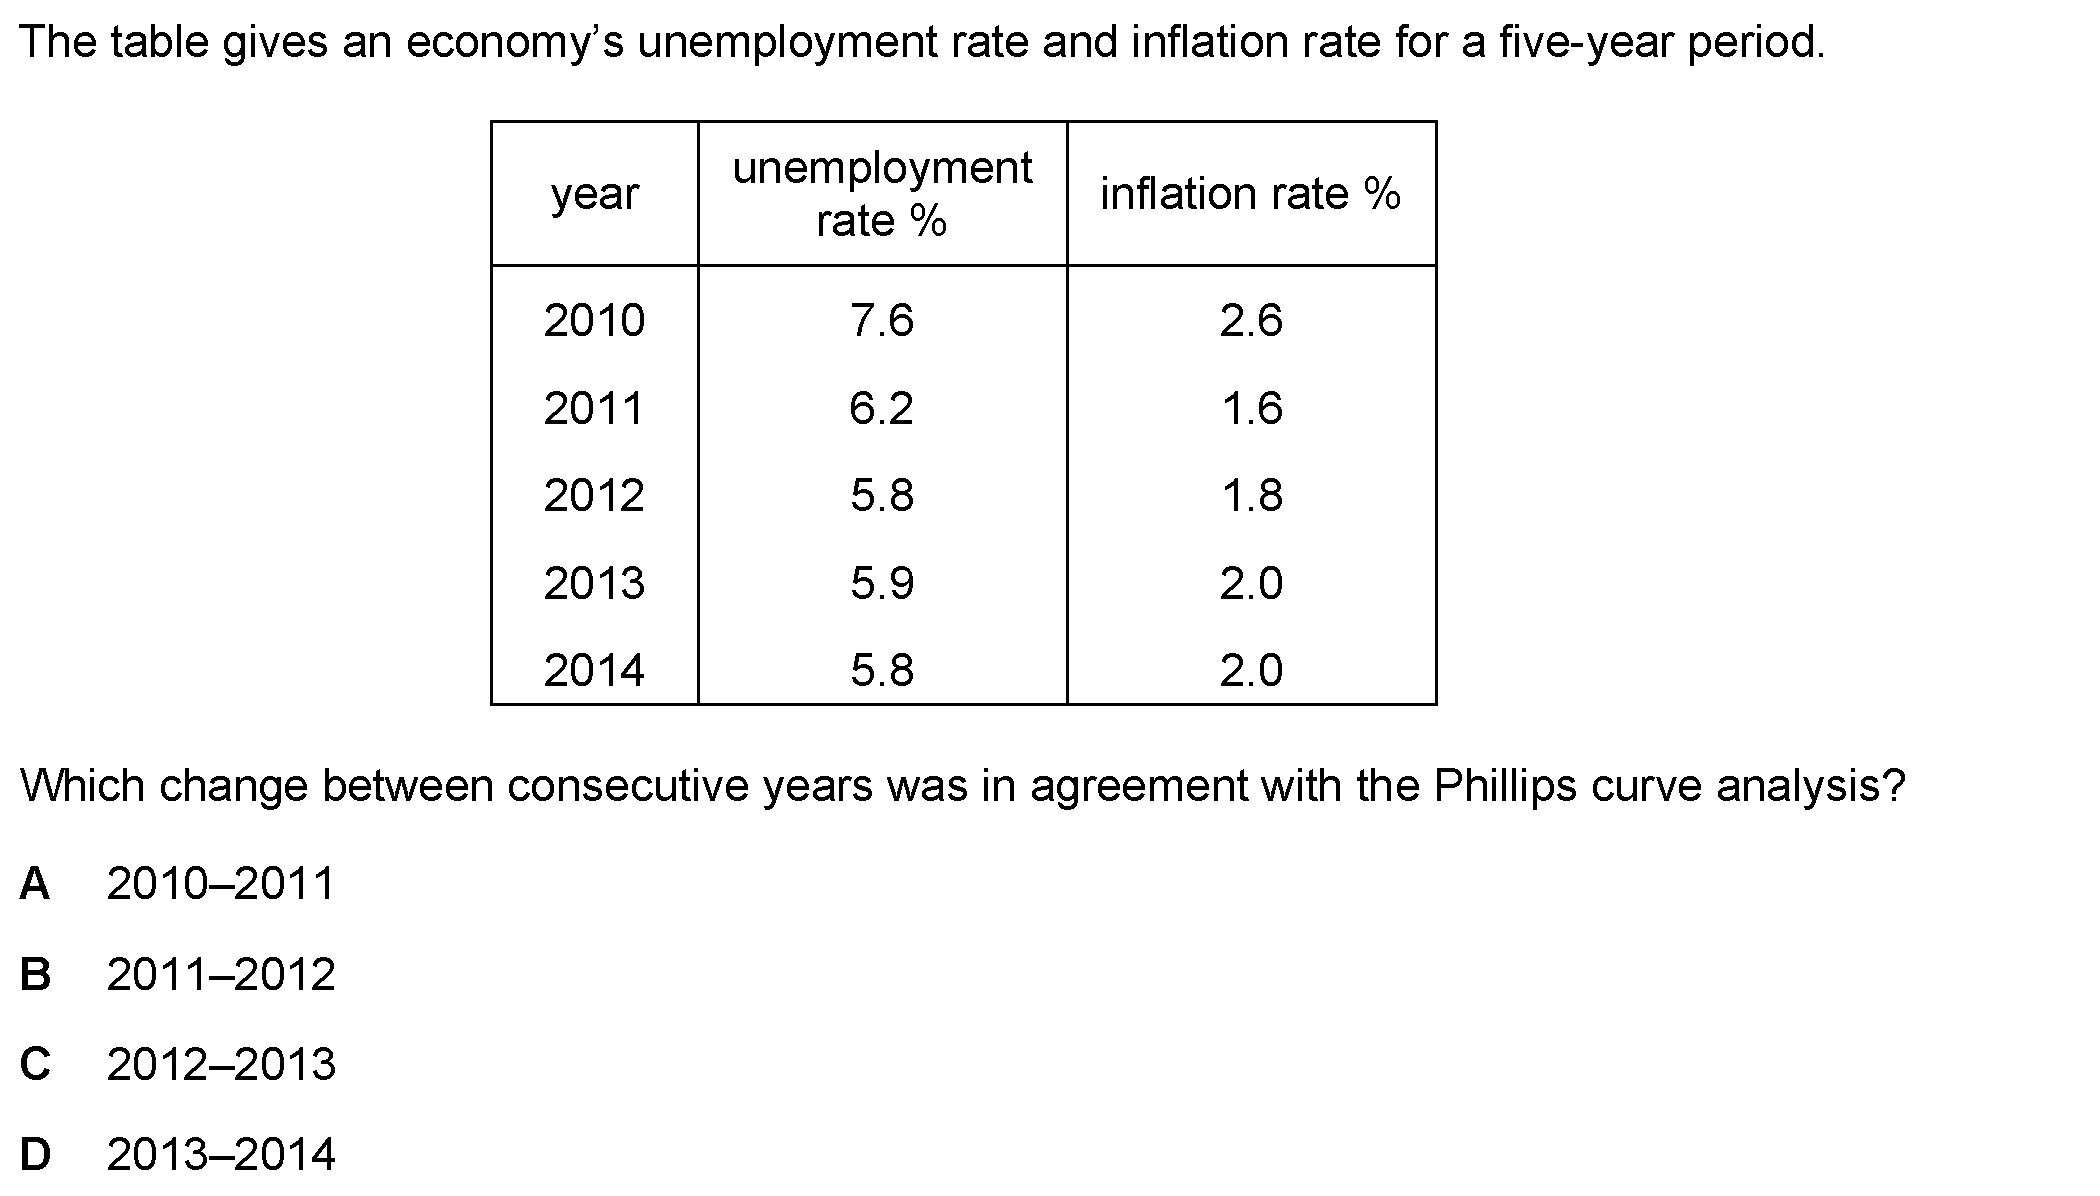 The table gives an economy’s unemployment rate and inflation rate for a five-year period.
year unemployment rate % inflation rate %
2010 7.6 2.6
2011 6.2 1.6
2012 5.8 1.8
2013 5.9 2.0
2014 5.8 2.0
Which change between consecutive years was in agreement with the Phillips curve analysis?
A 2010–2011
B 2011–2012
C 2012–2013
D 2013–2014